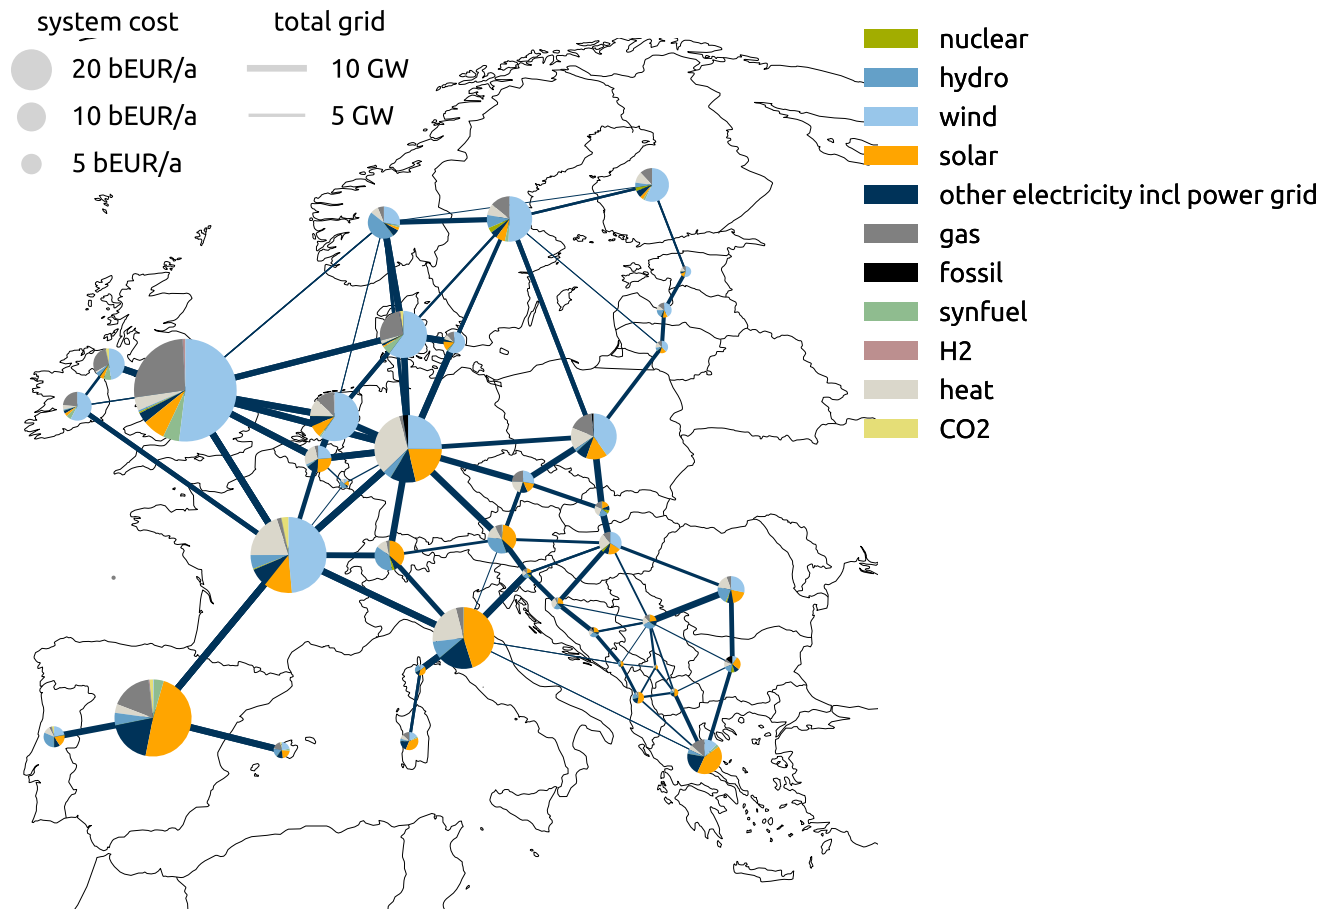 system cost
20 bEUR/a
10 bEUR/a
5 bEUR/a
total grid
10 GW
5 GW
nuclear
hydro
wind
solar
other electricity incl power grid
gas
fossil
synfuel
H2
heat
CO2